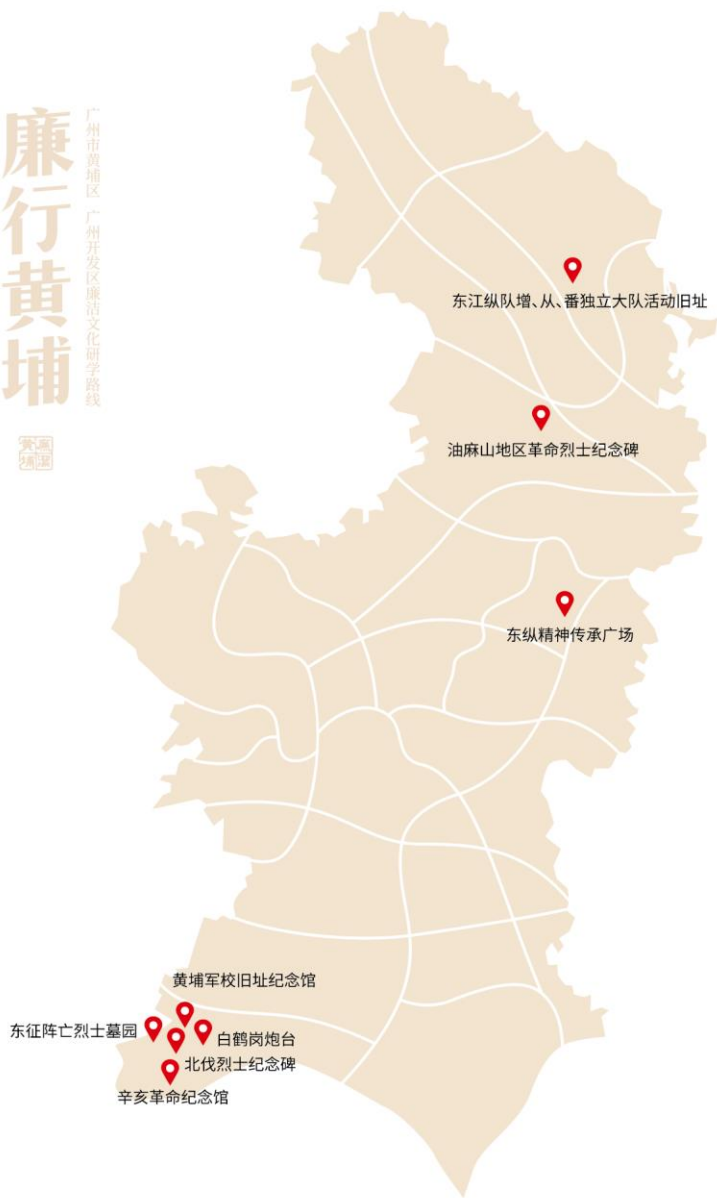 廉行黄埔
广州市黄埔区 广州开发区廉洁文化研学路线
廉洁
黄埔
东江纵队增、从、番独立大队活动旧址
油麻山地区革命烈士纪念碑
东纵精神传承广场
黄埔军校旧址纪念馆
东征阵亡烈士墓园
白鹤岗炮台
北伐烈士纪念碑
辛亥革命纪念馆